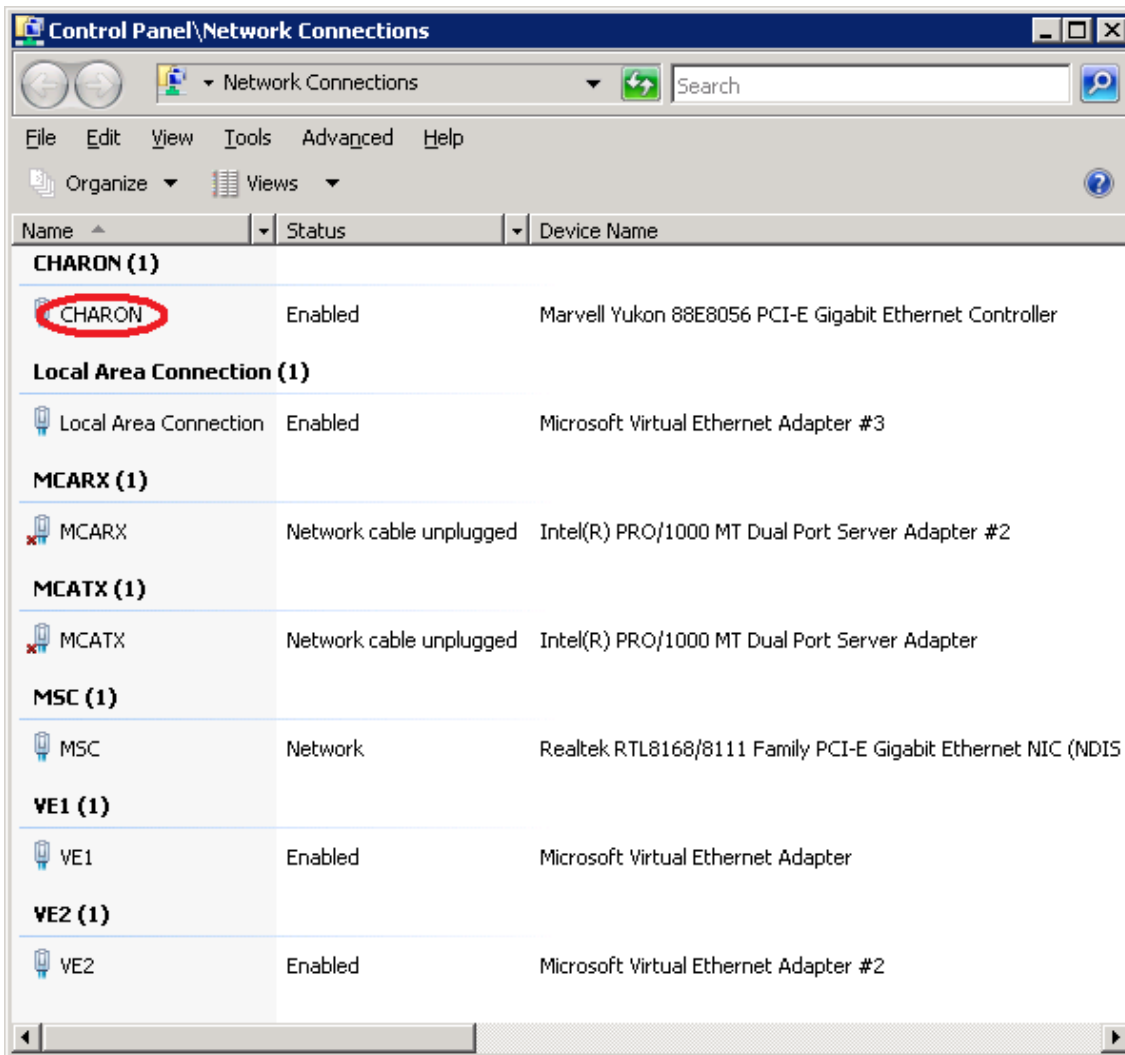 Control Panel\Network Connections
Network Connections Search
File Edit View Tools Advanced Help
Organize Views
Name Status Device Name
CHARON (1)
CHARON Enabled Marvell Yukon 88E8056 PCI-E Gigabit Ethernet Controller
Local Area Connection (1)
Local Area Connection Enabled Microsoft Virtual Ethernet Adapter #3
MCARX (1)
MCARX Network cable unplugged Intel(R) PRO/1000 MT Dual Port Server Adapter #2
MCATX (1)
MCATX Network cable unplugged Intel(R) PRO/1000 MT Dual Port Server Adapter
MSC (1)
MSC Network Realtek RTL8168/8111 Family PCI-E Gigabit Ethernet NIC (NDIS
VE1 (1)
VE1 Enabled Microsoft Virtual Ethernet Adapter
VE2 (1)
VE2 Enabled Microsoft Virtual Ethernet Adapter #2